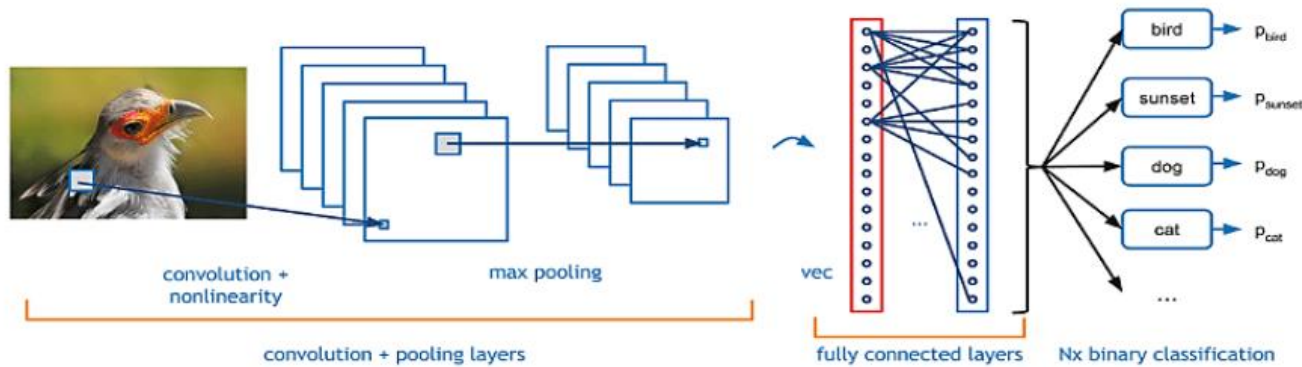 convolution +
nonlinearity
max pooling
convolution + pooling layers
vec
...
fully connected layers
bird
P_bird
sunset
P_sunset
dog
P_dog
cat
P_cat
...
Nx binary classification